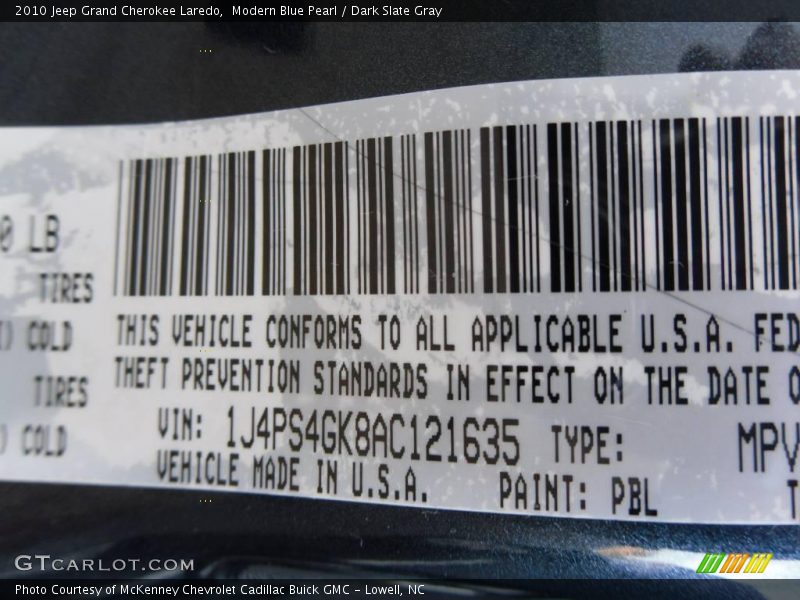 2010 Jeep Grand Cherokee Laredo, Modern Blue Pearl / Dark Slate Gray
0 LB
TIRES
COLD
TIRES
COLD
THIS VEHICLE CONFORMS TO ALL APPLICABLE U.S.A. FED
THEFT PREVENTION STANDARDS IN EFFECT ON THE DATE O
VIN: 1J4PS4GK8AC121635 TYPE: MPV
VEHICLE MADE IN U.S.A. PAINT: PBL T
GTCARLOT.COM
Photo Courtesy of McKenney Chevrolet Cadillac Buick GMC - Lowell, NC